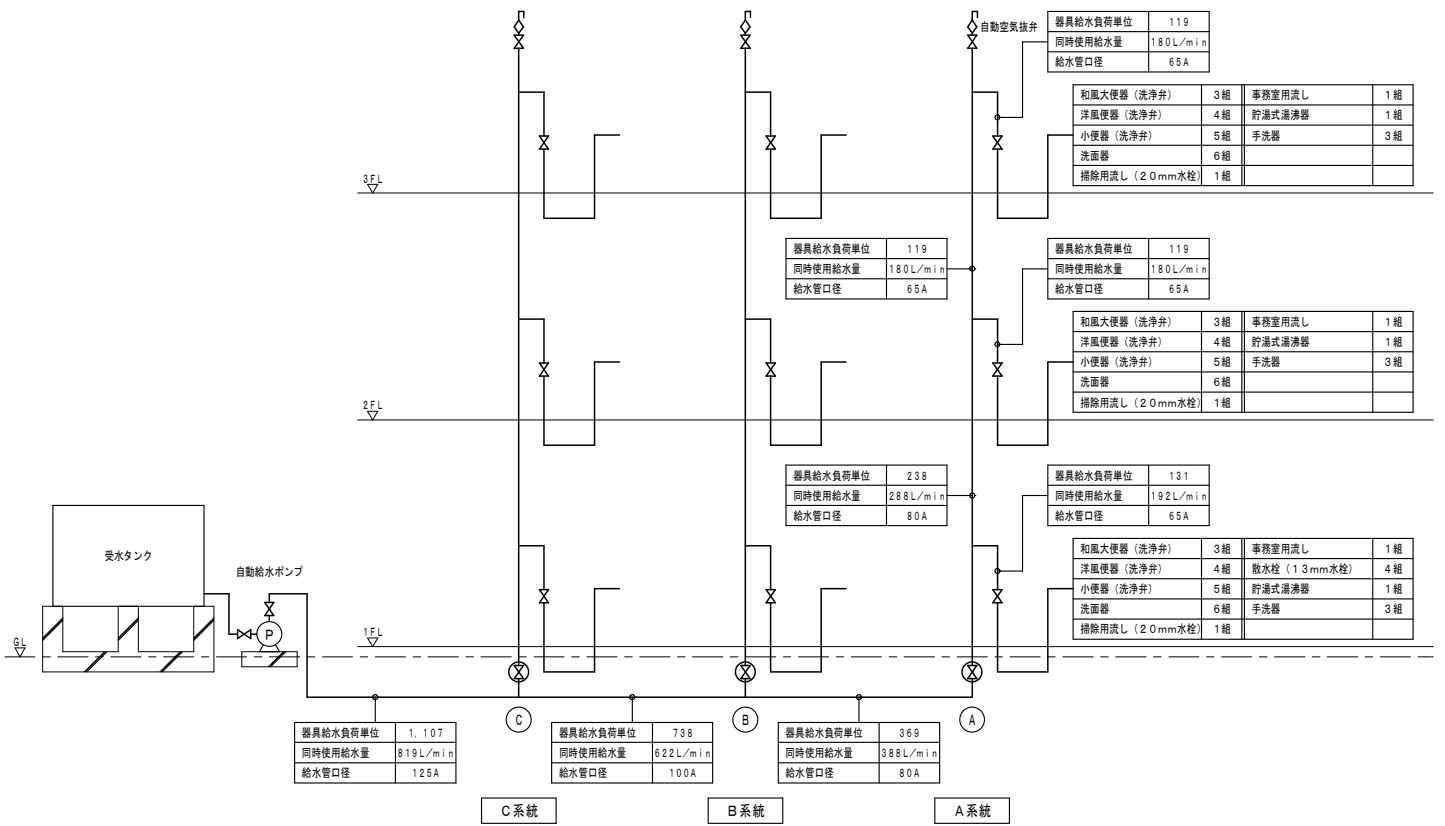 自動空気抜弁
器具給水負荷単位 119
同時使用給水量 180L/min
給水管口径 65A
和風大便器(洗浄弁) 3組 事務室用流し 1組
洋風便器(洗浄弁) 4組 貯湯式湯沸器 1組
小便器(洗浄弁) 5組 手洗器 3組
洗面器 6組
掃除用流し(20mm水栓) 1組
3FL
器具給水負荷単位 119
同時使用給水量 180L/min
給水管口径 65A
器具給水負荷単位 119
同時使用給水量 180L/min
給水管口径 65A
和風大便器(洗浄弁) 3組 事務室用流し 1組
洋風便器(洗浄弁) 4組 貯湯式湯沸器 1組
小便器(洗浄弁) 5組 手洗器 3組
洗面器 6組
掃除用流し(20mm水栓) 1組
2FL
器具給水負荷単位 238
同時使用給水量 288L/min
給水管口径 80A
器具給水負荷単位 131
同時使用給水量 192L/min
給水管口径 65A
和風大便器(洗浄弁) 3組 事務室用流し 1組
洋風便器(洗浄弁) 4組 散水栓(13mm水栓) 4組
小便器(洗浄弁) 5組 貯湯式湯沸器 1組
洗面器 6組 手洗器 3組
掃除用流し(20mm水栓) 1組
受水タンク
自動給水ポンプ
P
GL
1FL
C
B
A
器具給水負荷単位 1,107
同時使用給水量 819L/min
給水管口径 125A
器具給水負荷単位 738
同時使用給水量 622L/min
給水管口径 100A
器具給水負荷単位 369
同時使用給水量 388L/min
給水管口径 80A
C系統
B系統
A系統